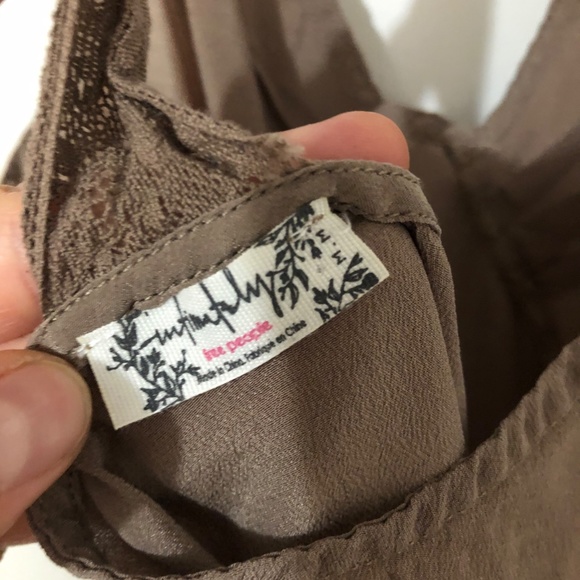 intimately
free people
Made in China. Fabriqué en Chine
M·M